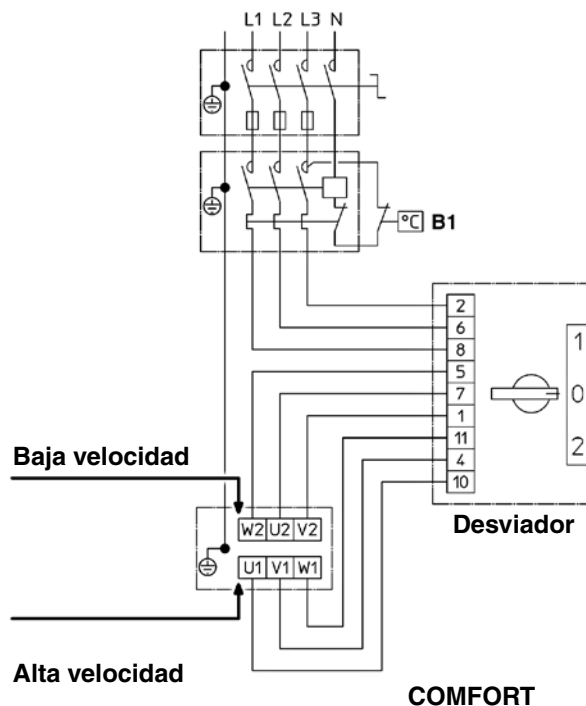 L1 L2 L3 N
°C B1
2
6
8
5
7
1
11
4
10
1
0
2
Desviador
Baja velocidad
W2 U2 V2
U1 V1 W1
Alta velocidad
COMFORT